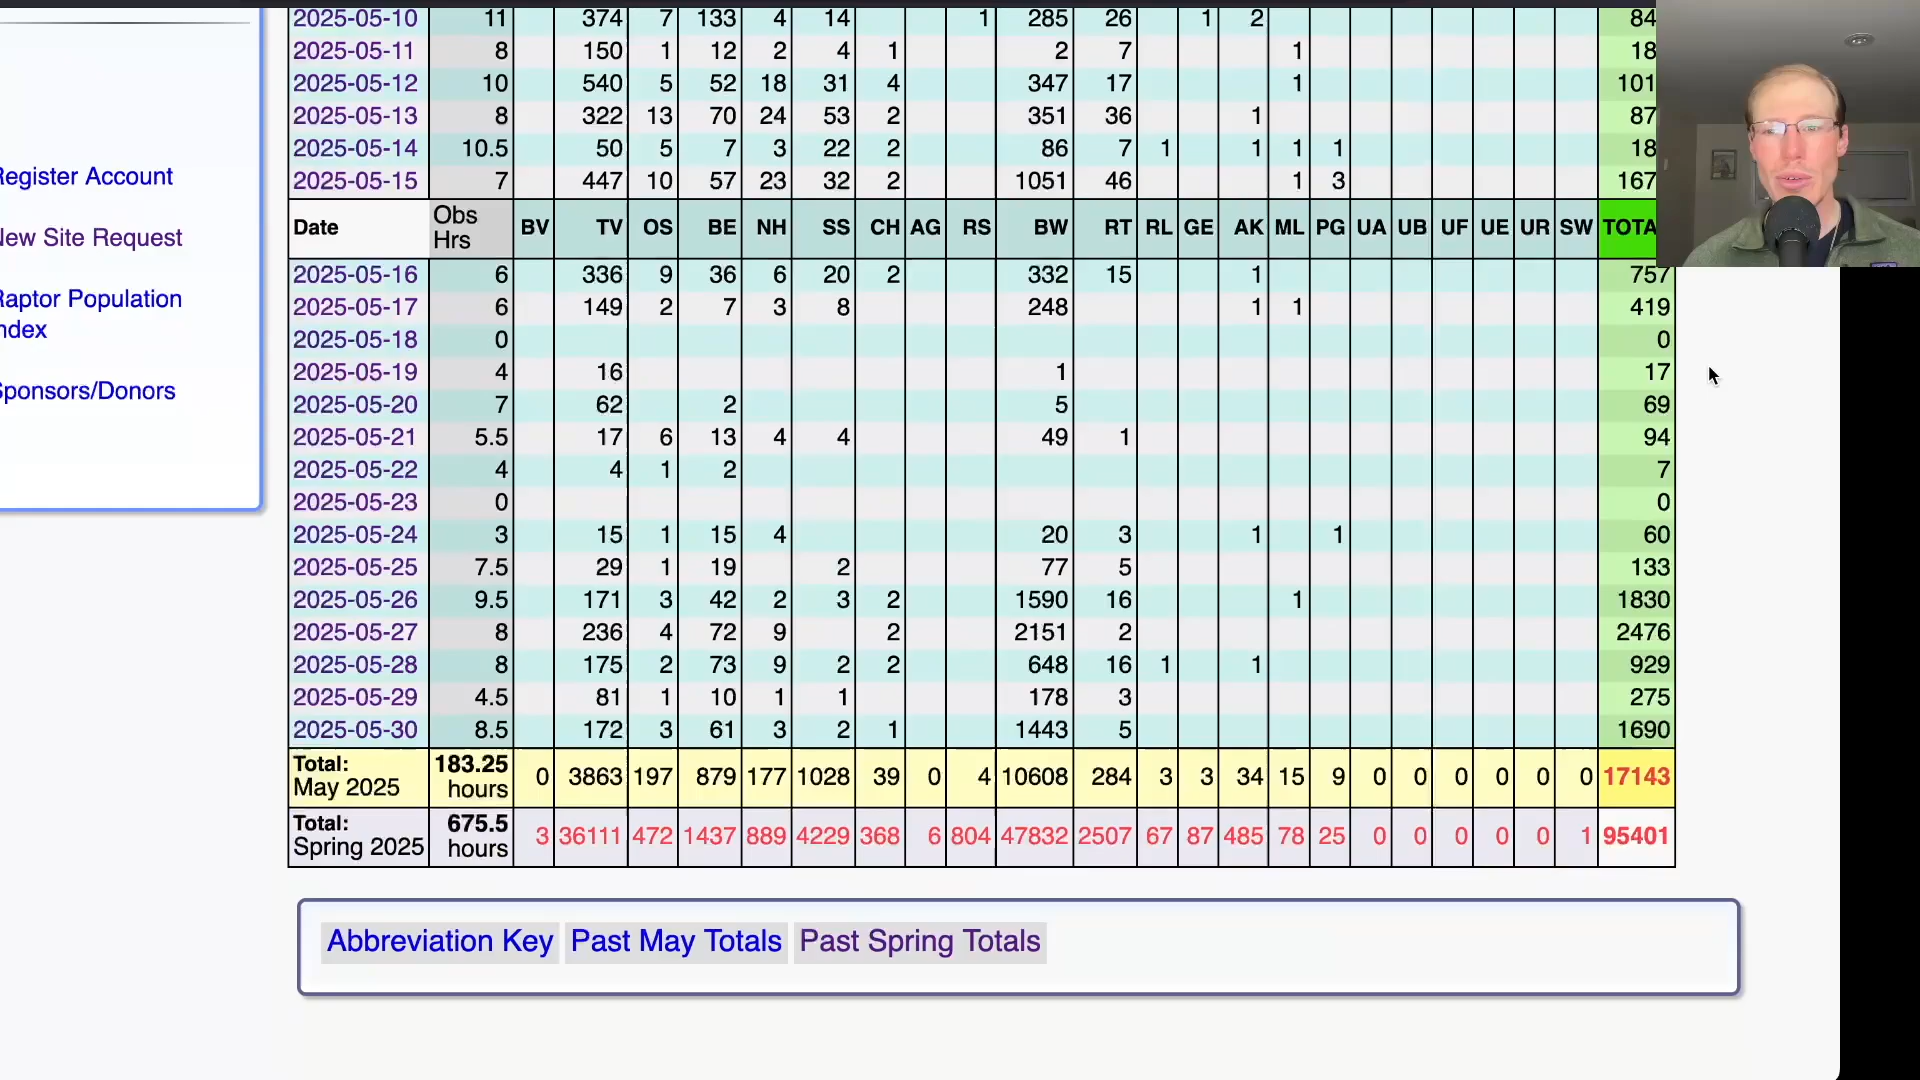 2025-05-10 11 374 7 133 4 14 1 285 26 1 2 84
2025-05-11 8 150 1 12 2 4 1 2 7 1 18
2025-05-12 10 540 5 52 18 31 4 347 17 1 101
2025-05-13 8 322 13 70 24 53 2 351 36 1 87
2025-05-14 10.5 50 5 7 3 22 2 86 7 1 1 1 1 18
2025-05-15 7 447 10 57 23 32 2 1051 46 1 3 167
Date Obs Hrs BV TV OS BE NH SS CH AG RS BW RT RL GE AK ML PG UA UB UF UE UR SW TOTA
2025-05-16 6 336 9 36 6 20 2 332 15 1 757
2025-05-17 6 149 2 7 3 8 248 1 1 419
2025-05-18 0 0
2025-05-19 4 16 1 17
2025-05-20 7 62 2 5 69
2025-05-21 5.5 17 6 13 4 4 49 1 94
2025-05-22 4 4 1 2 7
2025-05-23 0 0
2025-05-24 3 15 1 15 4 20 3 1 1 60
2025-05-25 7.5 29 1 19 2 77 5 133
2025-05-26 9.5 171 3 42 2 3 2 1590 16 1 1830
2025-05-27 8 236 4 72 9 2 2151 2 2476
2025-05-28 8 175 2 73 9 2 2 648 16 1 1 929
2025-05-29 4.5 81 1 10 1 1 178 3 275
2025-05-30 8.5 172 3 61 3 2 1 1443 5 1690
Total: May 2025 183.25 hours 0 3863 197 879 177 1028 39 0 4 10608 284 3 3 34 15 9 0 0 0 0 0 0 17143
Total: Spring 2025 675.5 hours 3 36111 472 1437 889 4229 368 6 804 47832 2507 67 87 485 78 25 0 0 0 0 0 1 95401
Register Account
New Site Request
Raptor Population
Index
Sponsors/Donors
Abbreviation Key Past May Totals Past Spring Totals